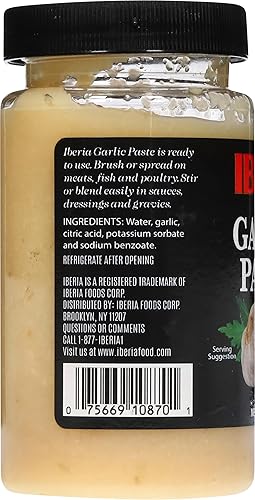 Iberia Garlic Paste is ready
to use. Brush or spread on
meats, fish and poultry. Stir
or blend easily in sauces,
dressings and gravies.
INGREDIENTS: Water, garlic,
citric acid, potassium sorbate
and sodium benzoate.
REFRIGERATE AFTER OPENING
IBERIA IS A REGISTERED TRADEMARK OF
IBERIA FOODS CORP.
DISTRIBUTED BY: IBERIA FOODS CORP.
BROOKLYN, NY 11207
QUESTIONS OR COMMENTS
CALL 1-877-IBERIA1
Visit us at www.iberiafood.com
0 75669 10870 1
IB
GA
PA
Serving
Suggestion